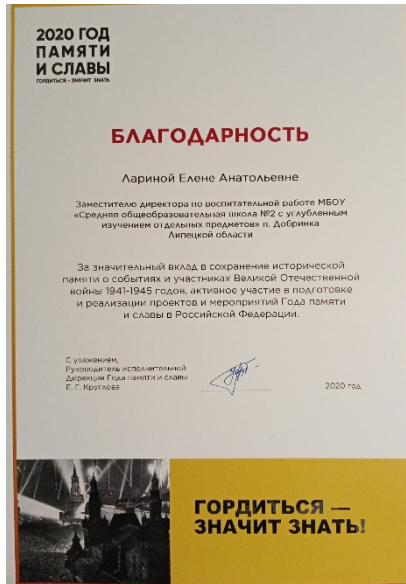 2020 ГОД
ПАМЯТИ
И СЛАВЫ
ГОРДИТЬСЯ - ЗНАЧИТ ЗНАТЬ
БЛАГОДАРНОСТЬ
Лариной Елене Анатольевне
Заместителю директора по воспитательной работе МБОУ
«Средняя общеобразовательная школа №2 с углубленным
изучением отдельных предметов» п. Добринка
Липецкой области
За значительный вклад в сохранение исторической
памяти о событиях и участниках Великой Отечественной
войны 1941-1945 годов, активное участие в подготовке
и реализации проектов и мероприятий Года памяти
и славы в Российской Федерации.
С уважением,
Руководитель исполнительной
Дирекции Года памяти и славы
Е. Г. Круглова
2020 год
ГОРДИТЬСЯ —
ЗНАЧИТ ЗНАТЬ!